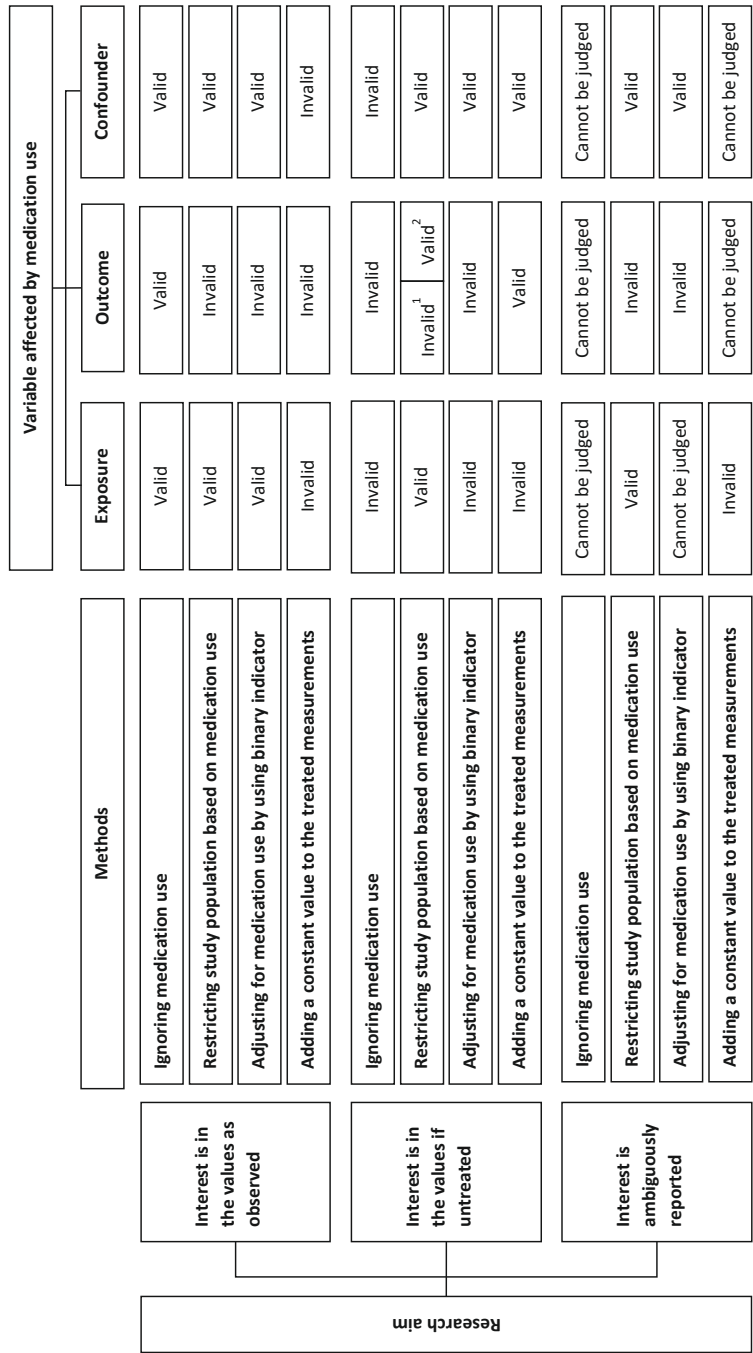 Variable affected by medication use
Methods
Exposure
Outcome
Confounder
Research aim
Interest is in
the values as
observed
Ignoring medication use
Valid
Valid
Valid
Restricting study population based on medication use
Valid
Invalid
Valid
Adjusting for medication use by using binary indicator
Valid
Invalid
Valid
Adding a constant value to the treated measurements
Invalid
Invalid
Invalid
Interest is in
the values if
untreated
Ignoring medication use
Invalid
Invalid
Invalid
Restricting study population based on medication use
Valid
Invalid¹
Valid²
Valid
Adjusting for medication use by using binary indicator
Invalid
Invalid
Valid
Adding a constant value to the treated measurements
Invalid
Valid
Valid
Interest is
ambiguously
reported
Ignoring medication use
Cannot be judged
Cannot be judged
Cannot be judged
Restricting study population based on medication use
Valid
Invalid
Valid
Adjusting for medication use by using binary indicator
Cannot be judged
Invalid
Valid
Adding a constant value to the treated measurements
Invalid
Cannot be judged
Cannot be judged